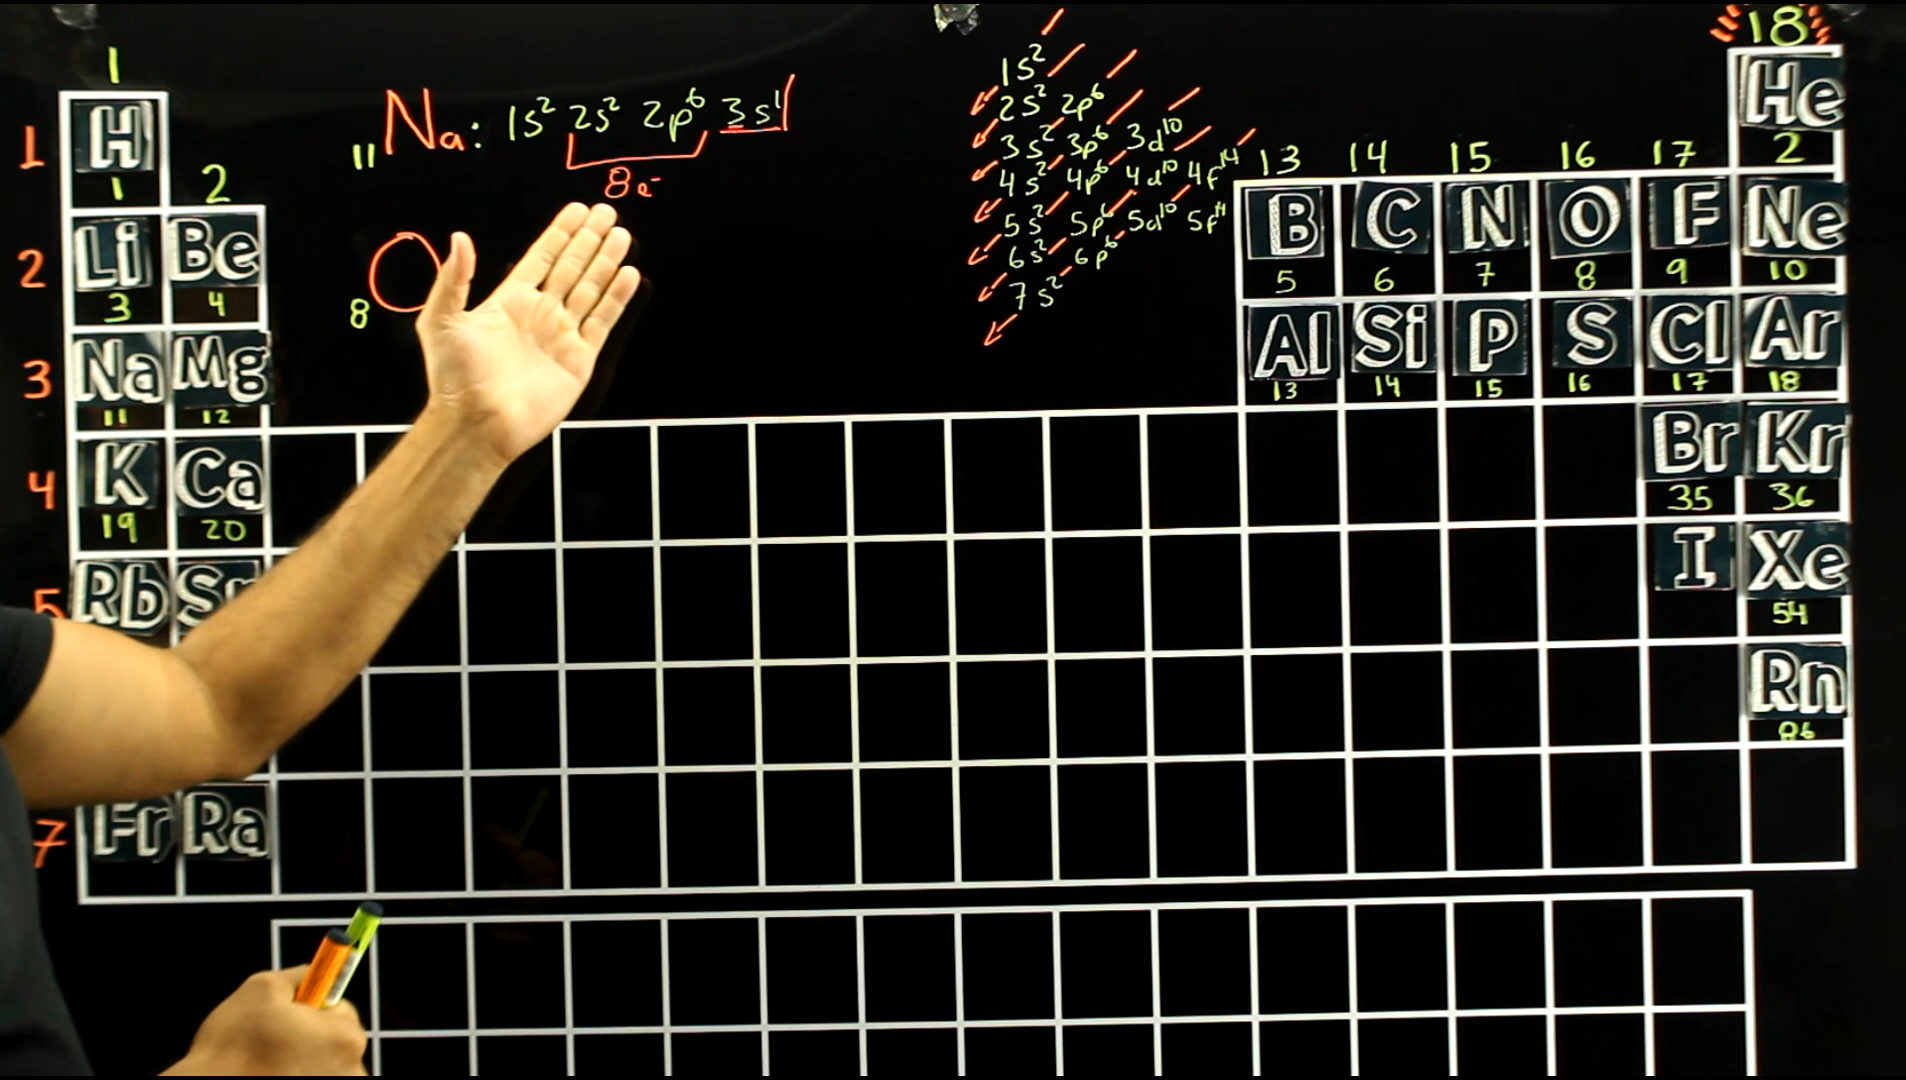 18
1
H
1
He
2
11Na: 1s² 2s² 2p⁶ 3s¹
8e⁻
8 O
1s²
2s² 2p⁶
3s² 3p⁶ 3d¹⁰
4s² 4p⁶ 4d¹⁰ 4f¹⁴
5s² 5p⁶ 5d¹⁰ 5f¹⁴
6s² 6p⁶
7s²
1
2
13 14 15 16 17
2
Li Be B C N O F Ne
3 4 5 6 7 8 9 10
3
Na Mg Al Si P S Cl Ar
11 12 13 14 15 16 17 18
4
K Ca Br Kr
19 20 35 36
5
Rb I Xe
54
Rn
86
7
Fr Ra